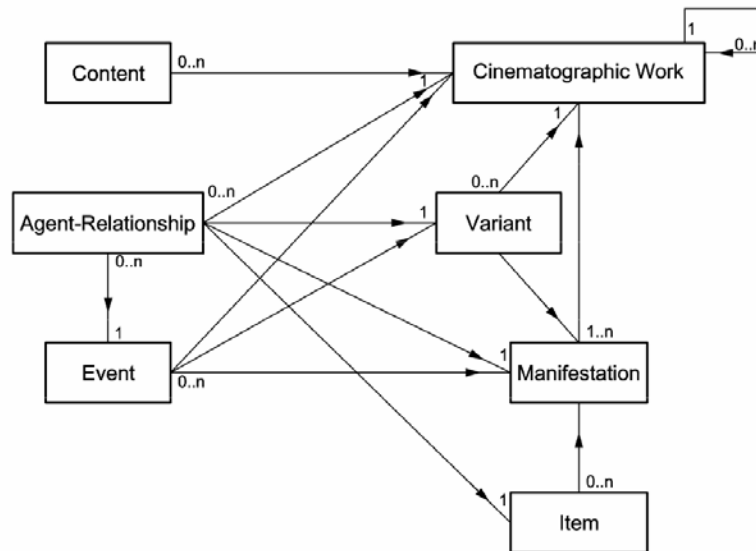 1
0..n
Content
0..n
1
Cinematographic Work
1
0..n
0..n
Agent-Relationship
1
Variant
0..n
1
1
1..n
Event
0..n
Manifestation
0..n
1
Item